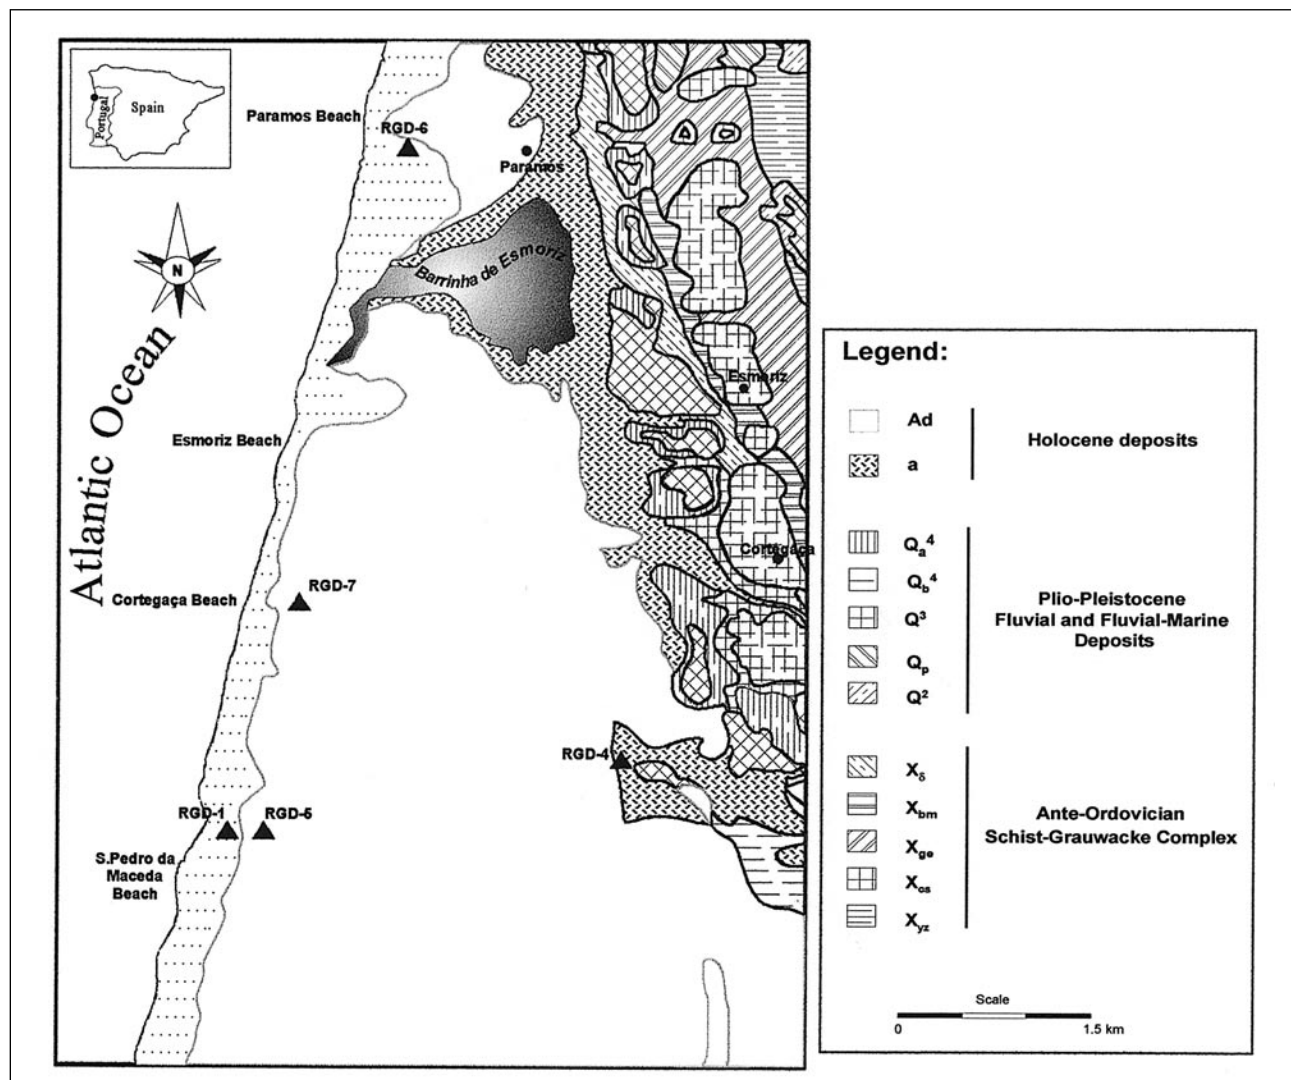 Spain
Portugal
Paramos Beach
RGD-6
Paramos
N
Barrinha de Esmoriz
Atlantic Ocean
Esmoriz
Esmoriz Beach
Cortegaça
Cortegaça Beach
RGD-7
RGD-4
RGD-1
RGD-5
S.Pedro da
Maceda
Beach
Legend:
Ad
a
Holocene deposits
Qa4
Qb4
Q3
Qp
Q2
Plio-Pleistocene
Fluvial and Fluvial-Marine
Deposits
Xδ
Xbm
Xge
Xcs
Xyz
Ante-Ordovician
Schist-Grauwacke Complex
Scale
0 1.5 km